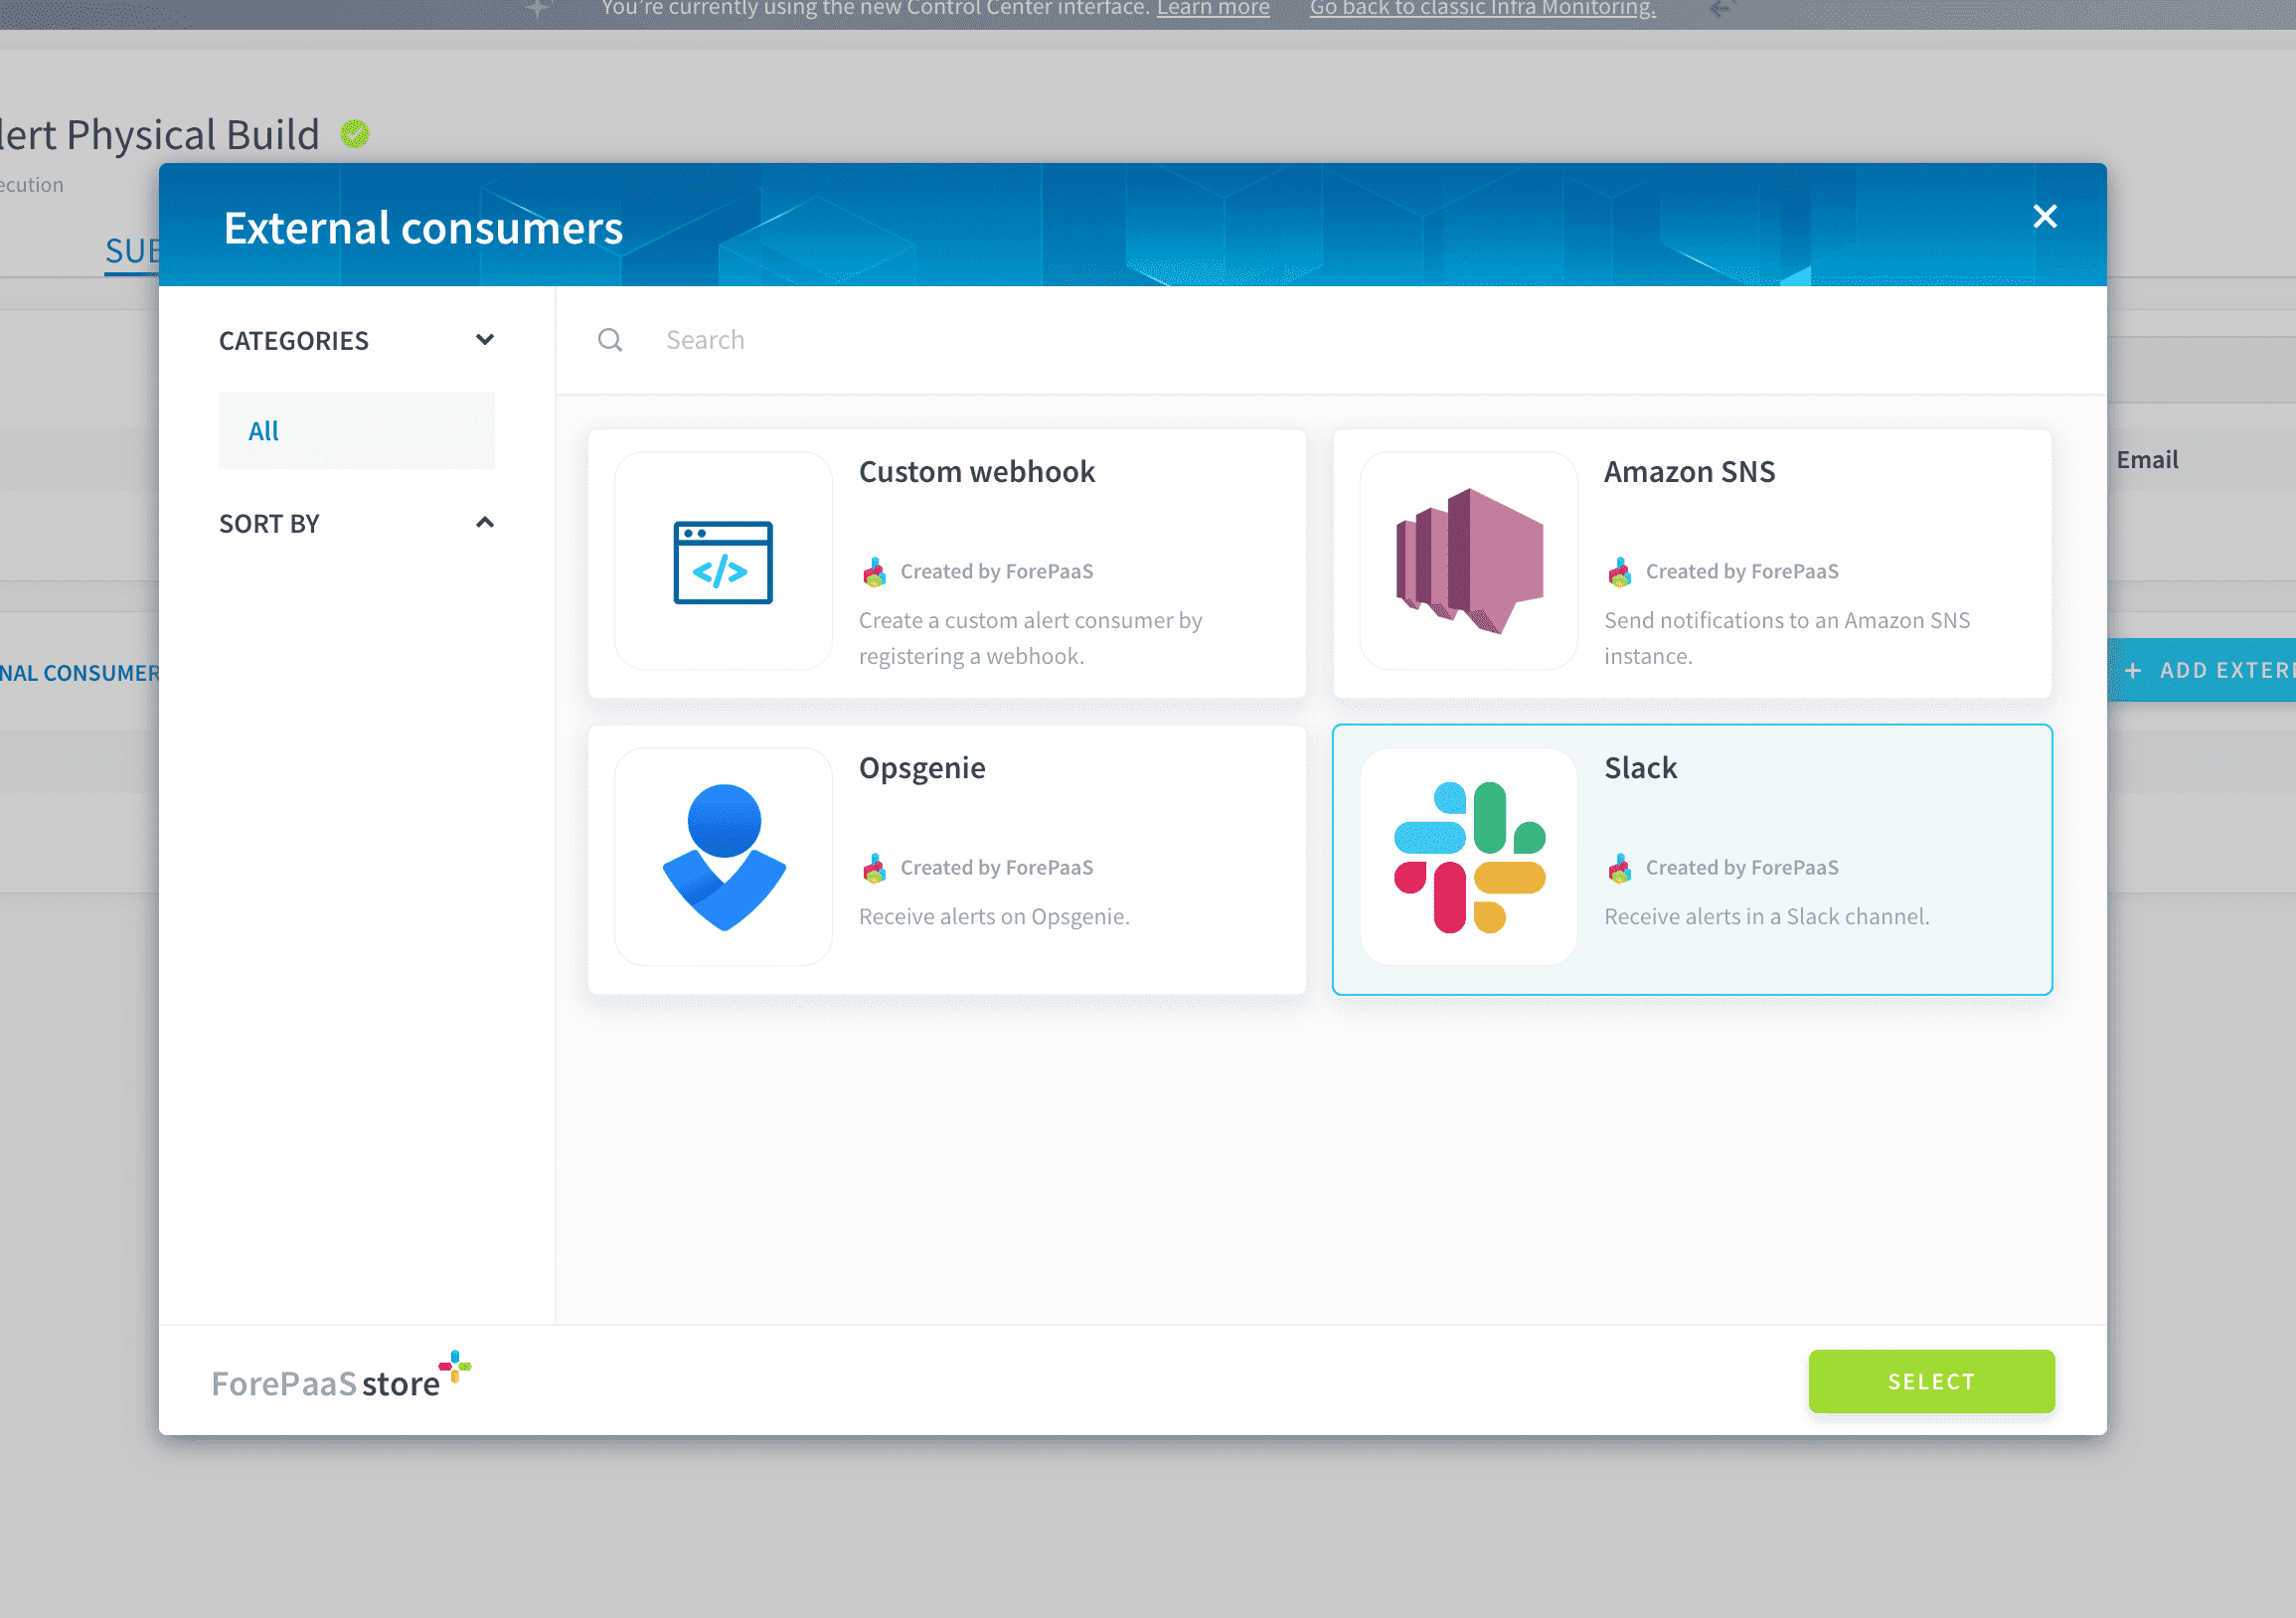 You're currently using the new Control Center interface. Learn more Go back to classic Infra Monitoring.
lert Physical Build
ecution
SUB
External consumers
CATEGORIES
Search
All
SORT BY
Custom webhook
Created by ForePaaS
Create a custom alert consumer by
registering a webhook.
Amazon SNS
Created by ForePaaS
Send notifications to an Amazon SNS
instance.
Opsgenie
Created by ForePaaS
Receive alerts on Opsgenie.
Slack
Created by ForePaaS
Receive alerts in a Slack channel.
Email
NAL CONSUMER
</>
+ ADD EXTER
ForePaaS store
SELECT